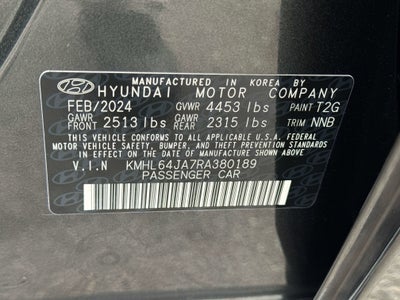 MANUFACTURED IN KOREA BY
HYUNDAI MOTOR COMPANY
FEB/2024 GVWR 4453 lbs PAINT T2G
GAWR FRONT 2513 lbs GAWR REAR 2315 lbs TRIM NNB
THIS VEHICLE CONFORMS TO ALL APPLICABLE U.S.A. FEDERAL
MOTOR VEHICLE SAFETY, BUMPER, AND THEFT PREVENTION
STANDARDS IN EFFECT ON THE DATE OF MANUFACTURE
SHOWN ABOVE.
V.I.N KMHL64JA7RA380189
PASSENGER CAR